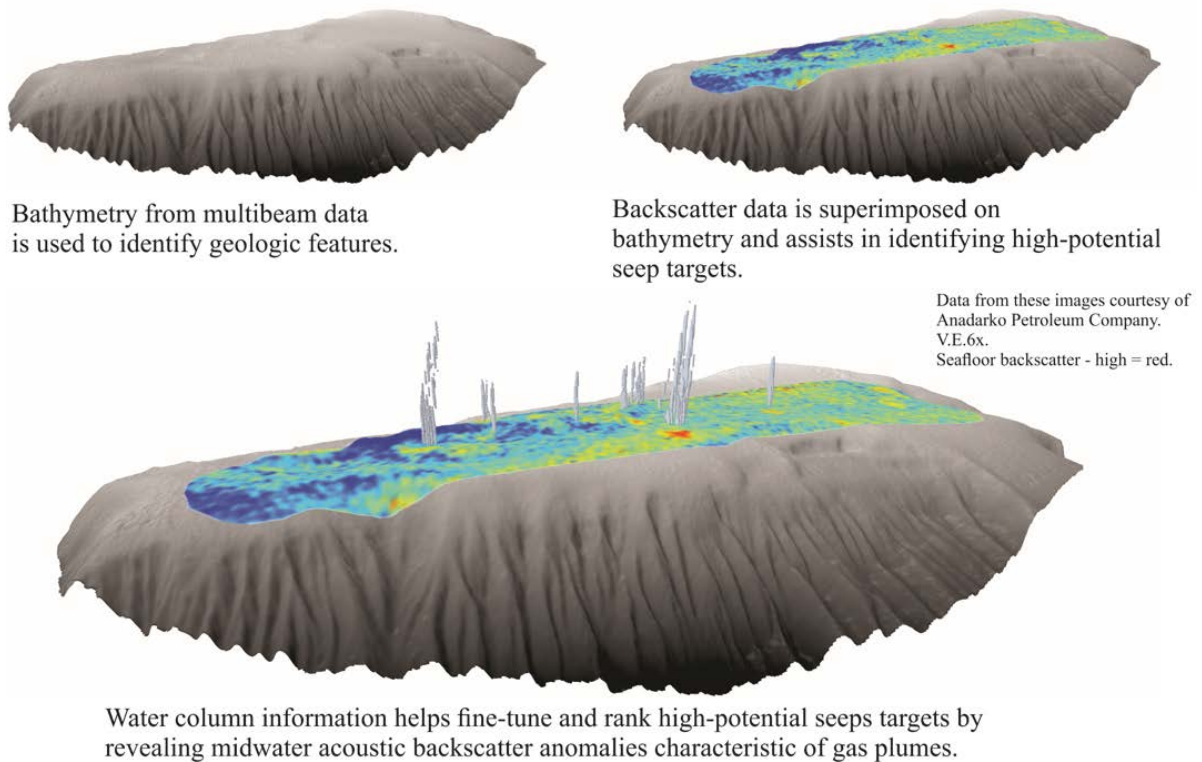 Bathymetry from multibeam data
is used to identify geologic features.
Backscatter data is superimposed on
bathymetry and assists in identifying high-potential
seep targets.
Data from these images courtesy of
Anadarko Petroleum Company.
V.E.6x.
Seafloor backscatter - high = red.
Water column information helps fine-tune and rank high-potential seeps targets by
revealing midwater acoustic backscatter anomalies characteristic of gas plumes.